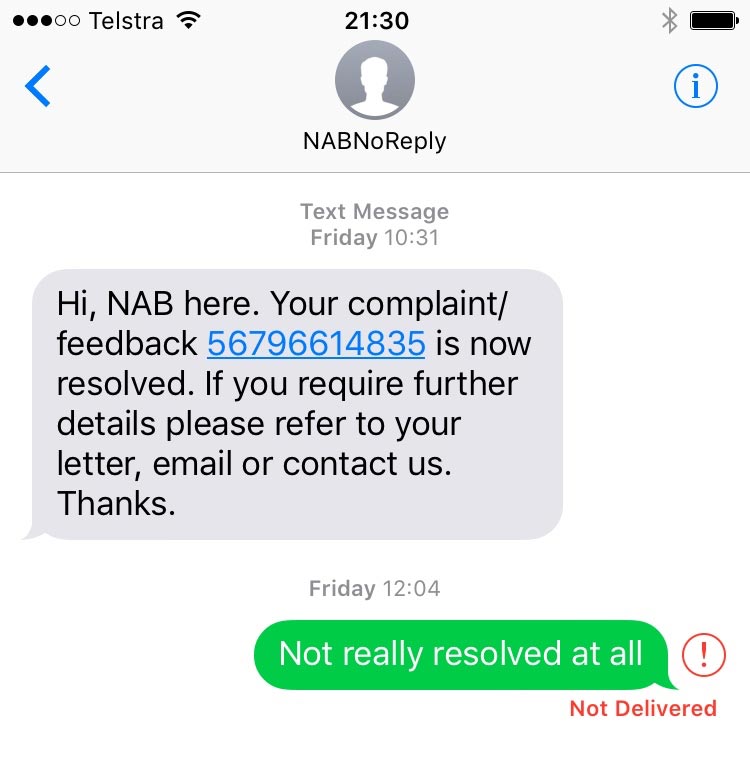 Telstra 21:30
NABNoReply
Text Message
Friday 10:31
Hi, NAB here. Your complaint/
feedback 56796614835 is now
resolved. If you require further
details please refer to your
letter, email or contact us.
Thanks.
Friday 12:04
Not really resolved at all
Not Delivered